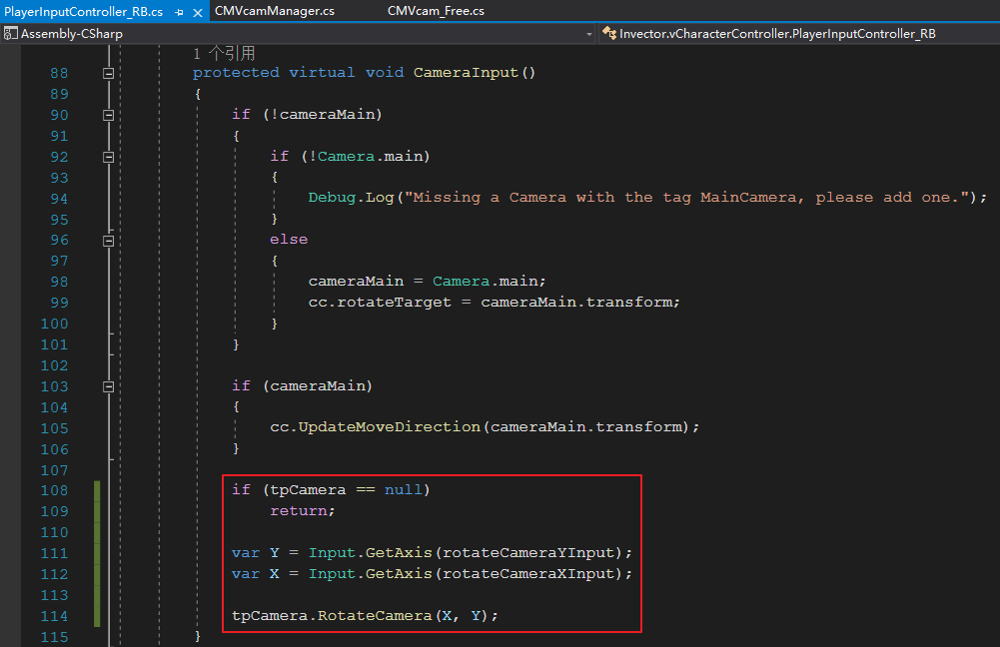 PlayerInputController_RB.cs CMVcamManager.cs CMVcam_Free.cs
Assembly-CSharp Invector.vCharacterController.PlayerInputController_RB
1 个引用
88 protected virtual void CameraInput()
89 {
90 if (!cameraMain)
91 {
92 if (!Camera.main)
93 {
94 Debug.Log("Missing a Camera with the tag MainCamera, please add one.");
95 }
96 else
97 {
98 cameraMain = Camera.main;
99 cc.rotateTarget = cameraMain.transform;
100 }
101 }
102
103 if (cameraMain)
104 {
105 cc.UpdateMoveDirection(cameraMain.transform);
106 }
107
108 if (tpCamera == null)
109 return;
110
111 var Y = Input.GetAxis(rotateCameraYInput);
112 var X = Input.GetAxis(rotateCameraXInput);
113
114 tpCamera.RotateCamera(X, Y);
115 }